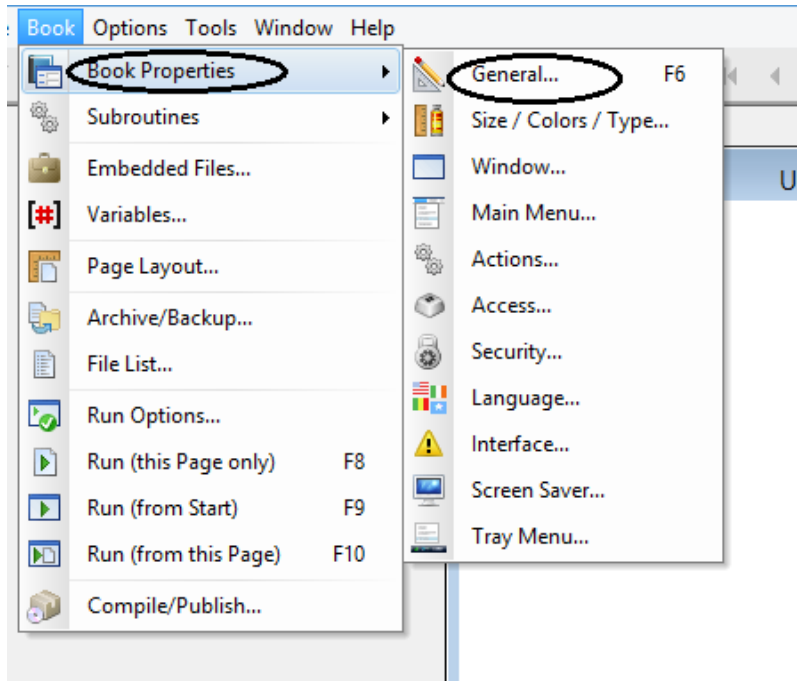 Book Options Tools Window Help
Book Properties
Subroutines
Embedded Files...
[#] Variables...
Page Layout...
Archive/Backup...
File List...
Run Options...
Run (this Page only) F8
Run (from Start) F9
Run (from this Page) F10
Compile/Publish...
General... F6
Size / Colors / Type...
Window...
Main Menu...
Actions...
Access...
Security...
Language...
Interface...
Screen Saver...
Tray Menu...
U